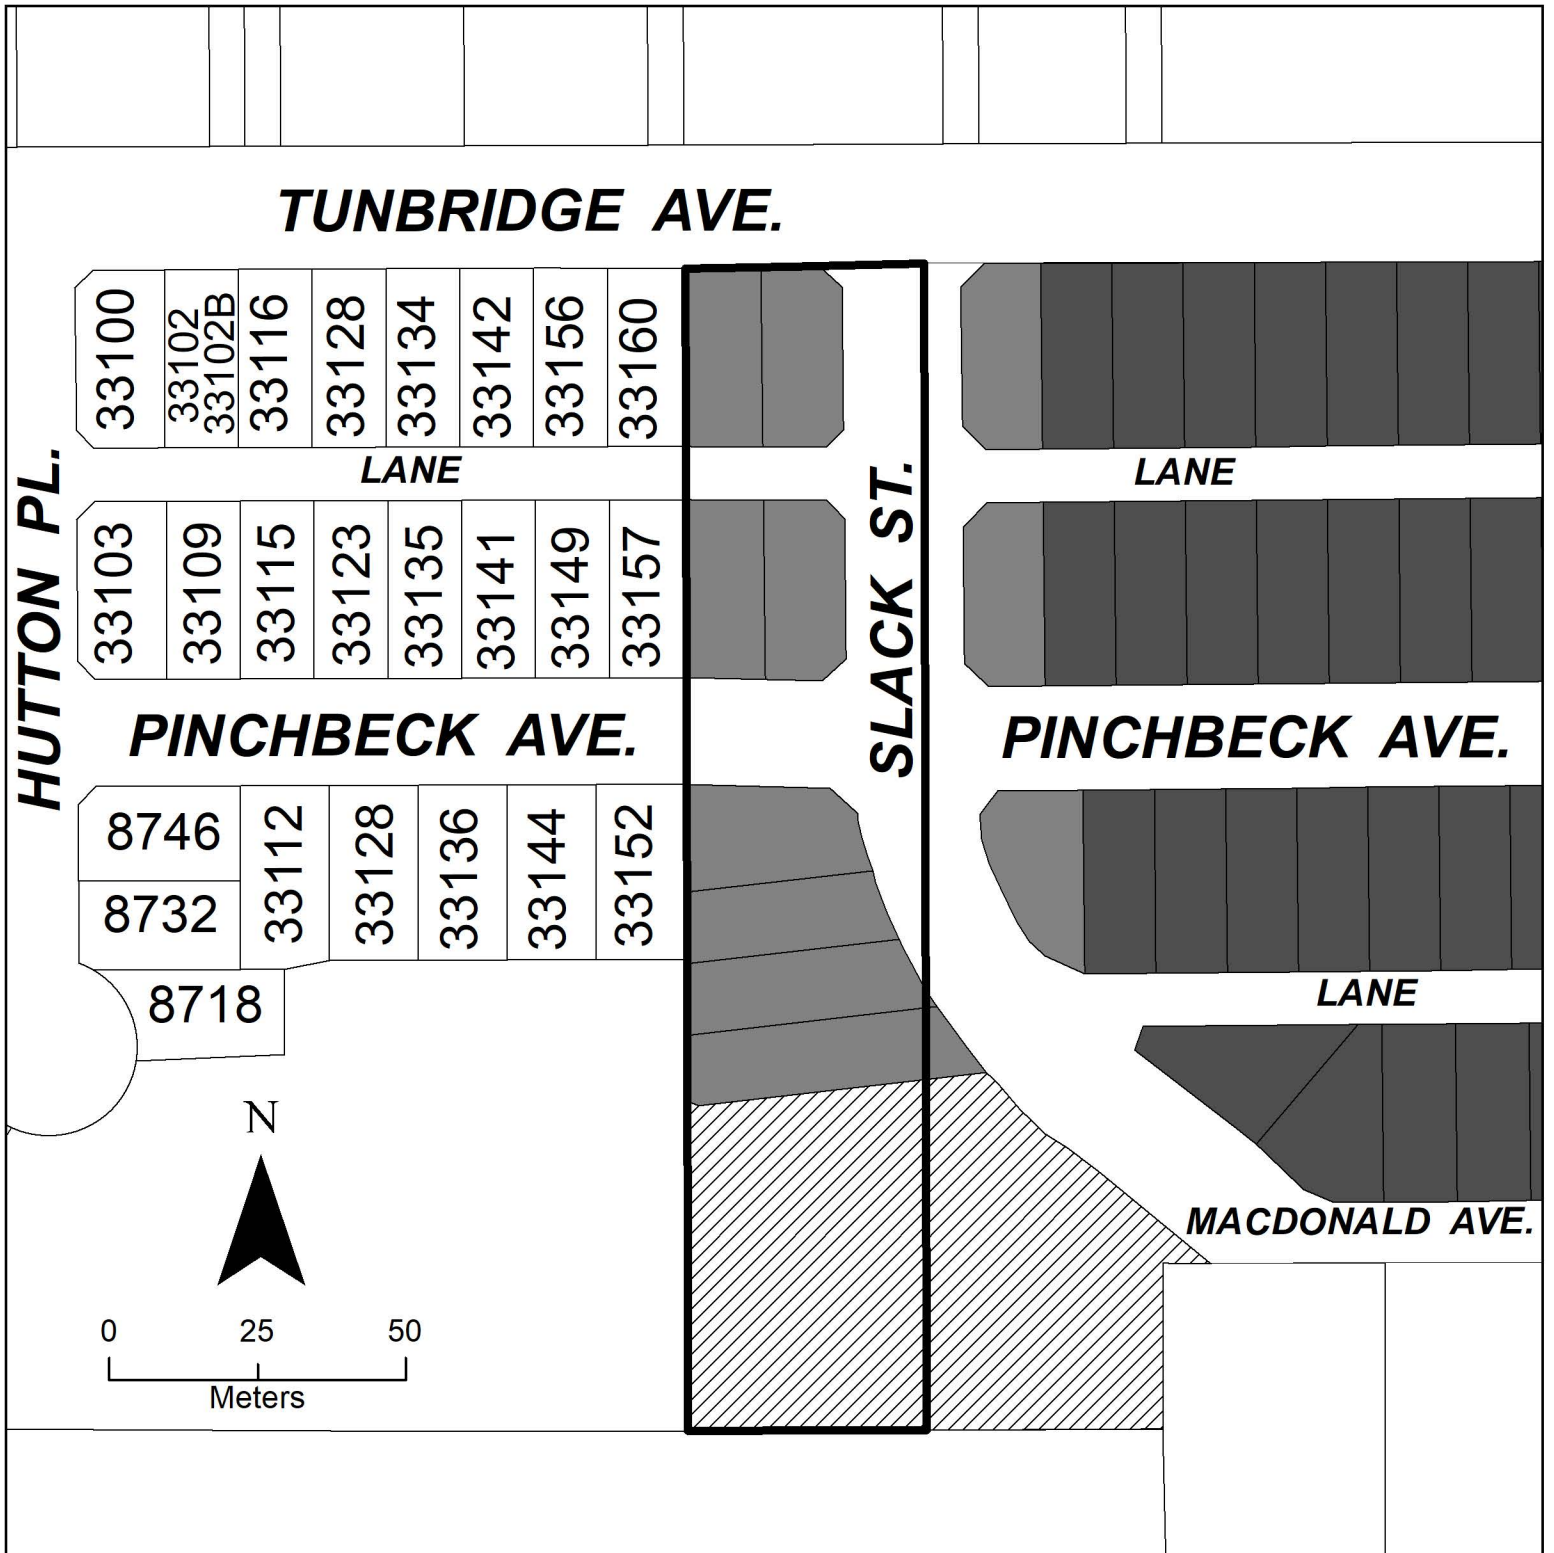 TUNBRIDGE AVE.
33100
33102
33102B
33116
33128
33134
33142
33156
33160
LANE
LANE
HUTTON PL.
SLACK ST.
33103
33109
33115
33123
33135
33141
33149
33157
PINCHBECK AVE.
PINCHBECK AVE.
8746
8732
33112
33128
33136
33144
33152
8718
LANE
N
MACDONALD AVE.
0 25 50
Meters